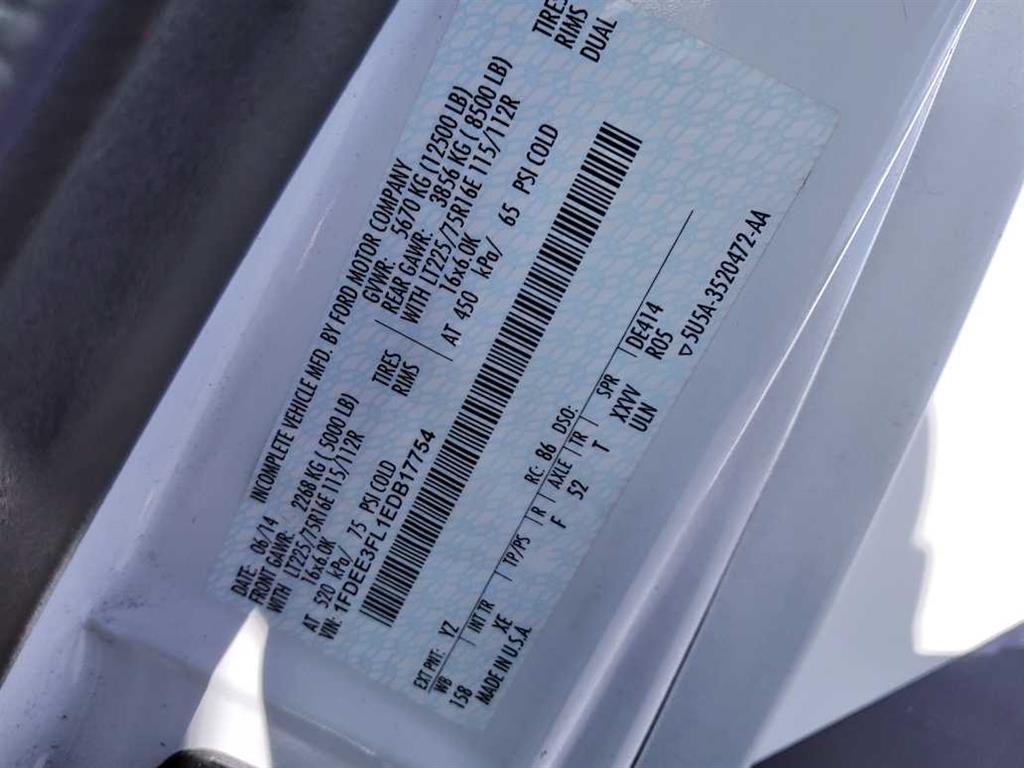 INCOMPLETE VEHICLE MFD. BY FORD MOTOR COMPANY
DATE: 06/14 GVWR: 5670 KG (12500 LB)
FRONT GAWR: 2268 KG ( 5000 LB) REAR GAWR: 3856 KG ( 8500 LB)
WITH LT225/75R16E 115/112R TIRES WITH LT225/75R16E 115/112R TIRES
16x6.0K RIMS 16x6.0K RIMS
AT 520 kPa/ 75 PSI COLD AT 450 kPa/ 65 PSI COLD DUAL
VIN: 1FDEE3FL1EDB17754
EXT PNT: YZ RC: 86 DSO:
WB INT TR TP/PS R AXLE TR SPR DE414
158 XE F 52 T XXVV R05
MADE IN U.S.A. UAN
5U5A-3520472-AA